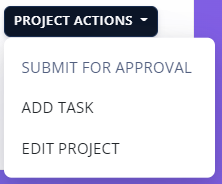 PROJECT ACTIONS
SUBMIT FOR APPROVAL
ADD TASK
EDIT PROJECT